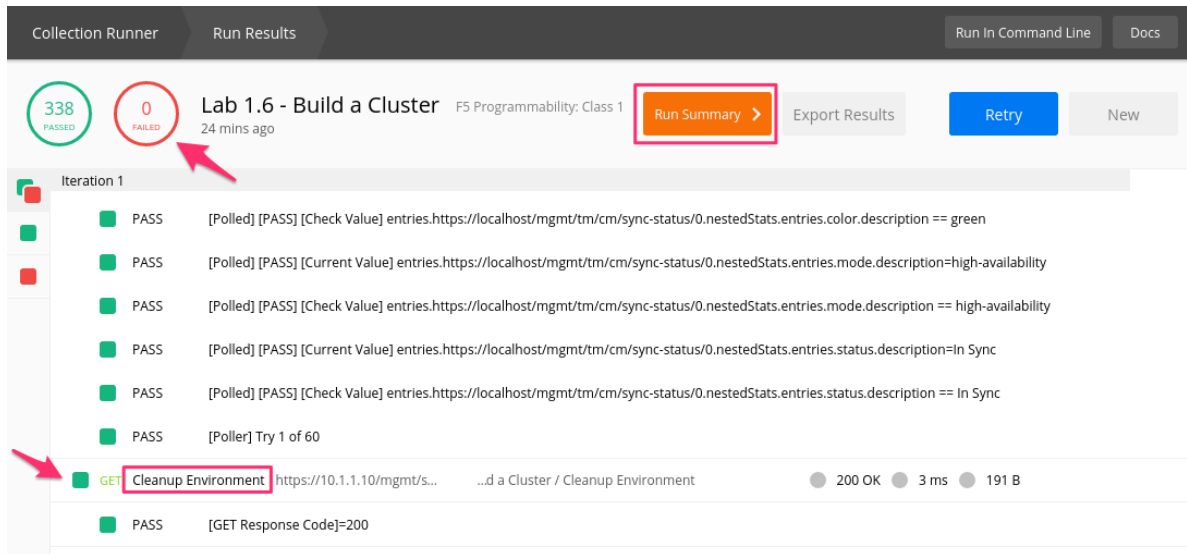 Collection Runner Run Results Run In Command Line Docs
338 PASSED 0 FAILED Lab 1.6 - Build a Cluster F5 Programmability: Class 1 Run Summary Export Results Retry New
24 mins ago
Iteration 1
PASS [Polled] [PASS] [Check Value] entries.https://localhost/mgmt/tm/cm/sync-status/0.nestedStats.entries.color.description == green
PASS [Polled] [PASS] [Current Value] entries.https://localhost/mgmt/tm/cm/sync-status/0.nestedStats.entries.mode.description=high-availability
PASS [Polled] [PASS] [Check Value] entries.https://localhost/mgmt/tm/cm/sync-status/0.nestedStats.entries.mode.description == high-availability
PASS [Polled] [PASS] [Current Value] entries.https://localhost/mgmt/tm/cm/sync-status/0.nestedStats.entries.status.description=In Sync
PASS [Polled] [PASS] [Check Value] entries.https://localhost/mgmt/tm/cm/sync-status/0.nestedStats.entries.status.description == In Sync
PASS [Poller] Try 1 of 60
GET Cleanup Environment https://10.1.1.10/mgmt/s... ...d a Cluster / Cleanup Environment 200 OK 3 ms 191 B
PASS [GET Response Code]=200